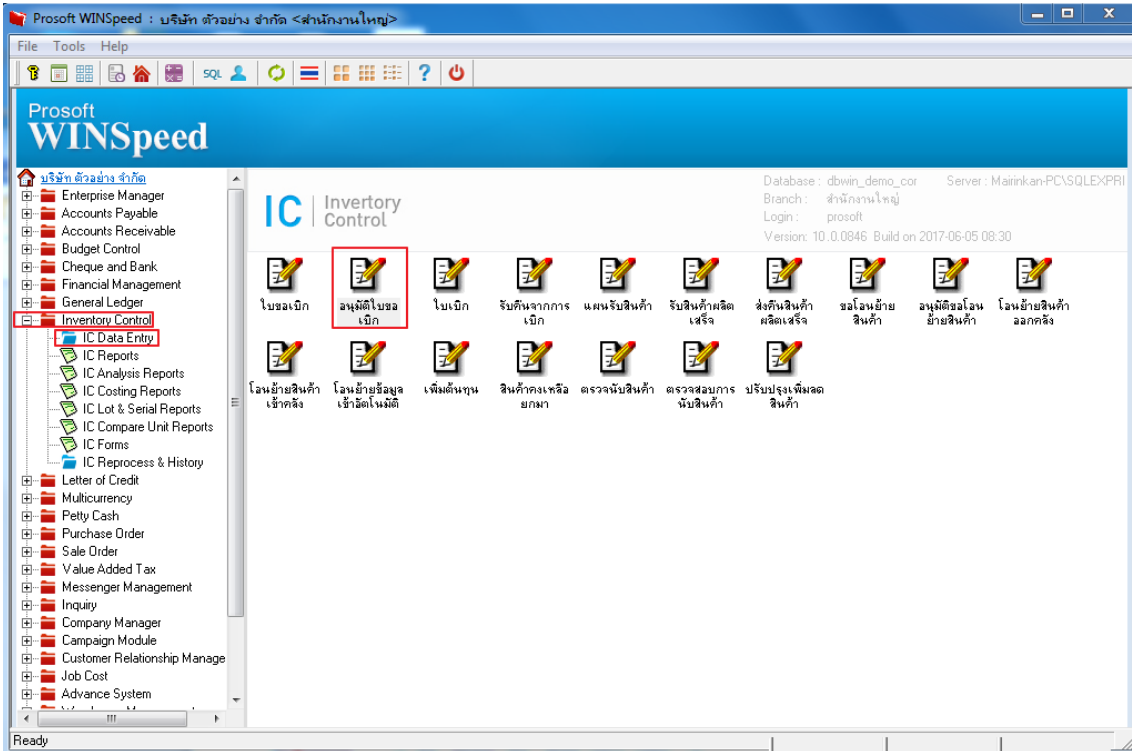 Prosoft WINSpeed : บริษัท ตัวอย่าง จำกัด <สำนักงานใหญ่>
File Tools Help
SQL
Prosoft
WINSpeed
บริษัท ตัวอย่าง จำกัด
Enterprise Manager
Accounts Payable
Accounts Receivable
Budget Control
Cheque and Bank
Financial Management
General Ledger
Inventory Control
IC Data Entry
IC Reports
IC Analysis Reports
IC Costing Reports
IC Lot & Serial Reports
IC Compare Unit Reports
IC Forms
IC Reprocess & History
Letter of Credit
Multicurrency
Petty Cash
Purchase Order
Sale Order
Value Added Tax
Messenger Management
Inquiry
Company Manager
Campaign Module
Customer Relationship Manage
Job Cost
Advance System
IC Invertory
Control
Database : dbwin_demo_cor Server : Mairinkan-PC\SQLEXPRI
Branch : สำนักงานใหญ่
Login : prosoft
Version: 10.0.0846 Build on 2017-06-05 08:30
ใบขอเบิก
อนุมัติใบขอ
เบิก
ใบเบิก
รับคืนจากการ
เบิก
แผนรับสินค้า
รับสินค้าผลิต
เสร็จ
ส่งคืนสินค้า
ผลิตเสร็จ
ขอโอนย้าย
สินค้า
อนุมัติขอโอน
ย้ายสินค้า
โอนย้ายสินค้า
ออกคลัง
โอนย้ายสินค้า
เข้าคลัง
โอนย้ายข้อมูล
เข้าอัตโนมัติ
เพิ่มต้นทุน
สินค้าคงเหลือ
ยกมา
ตรวจนับสินค้า
ตรวจสอบการ
นับสินค้า
ปรับปรุงเพิ่มลด
สินค้า
Ready